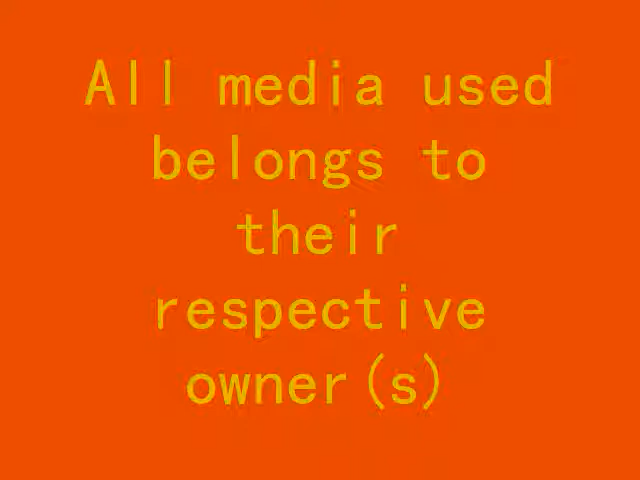 All media used
belongs to
their
respective
owner(s)